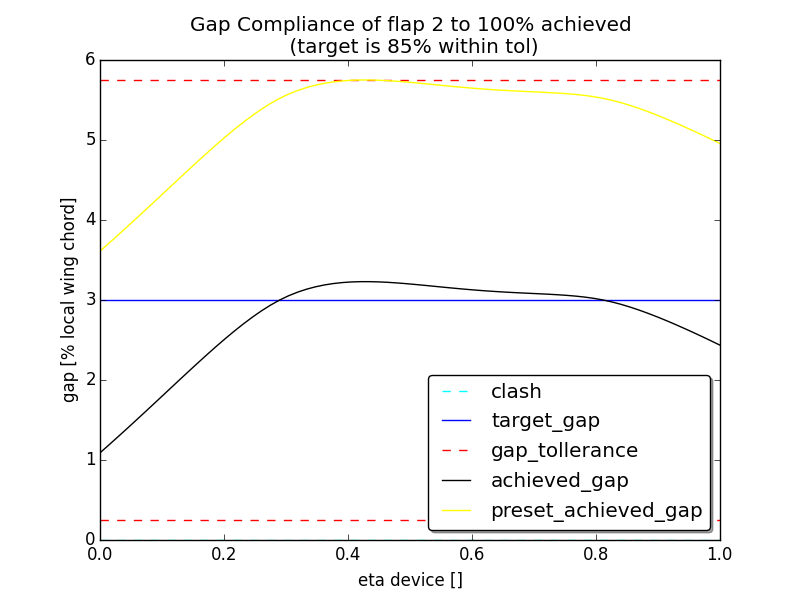 Gap Compliance of flap 2 to 100% achieved
(target is 85% within tol)
6
5
4
3
2
1
0
gap [% local wing chord]
clash
target_gap
gap_tollerance
achieved_gap
preset_achieved_gap
0.0 0.2 0.4 0.6 0.8 1.0
eta device []